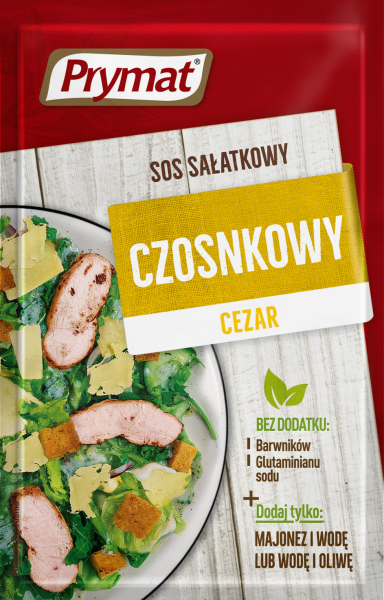 Prymat®
SOS SAŁATKOWY
CZOSNKOWY
CEZAR
BEZ DODATKU:
Barwników
Glutaminianu
sodu
+
Dodaj tylko:
MAJONEZ I WODĘ
LUB WODĘ I OLIWĘ